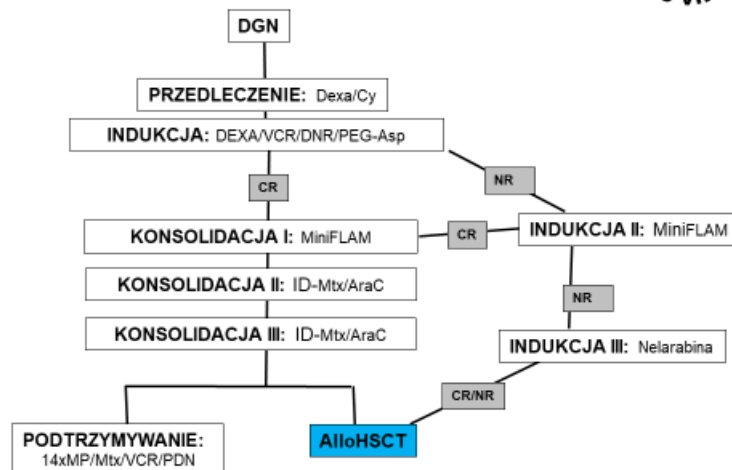 DGN
PRZEDLECZENIE: Dexa/Cy
INDUKCJA: DEXA/VCR/DNR/PEG-Asp
CR
NR
KONSOLIDACJA I: MiniFLAM
CR
INDUKCJA II: MiniFLAM
KONSOLIDACJA II: ID-Mtx/AraC
NR
KONSOLIDACJA III: ID-Mtx/AraC
INDUKCJA III: Nelarabina
CR/NR
PODTRZYMYWANIE:
14xMP/Mtx/VCR/PDN
AlloHSCT